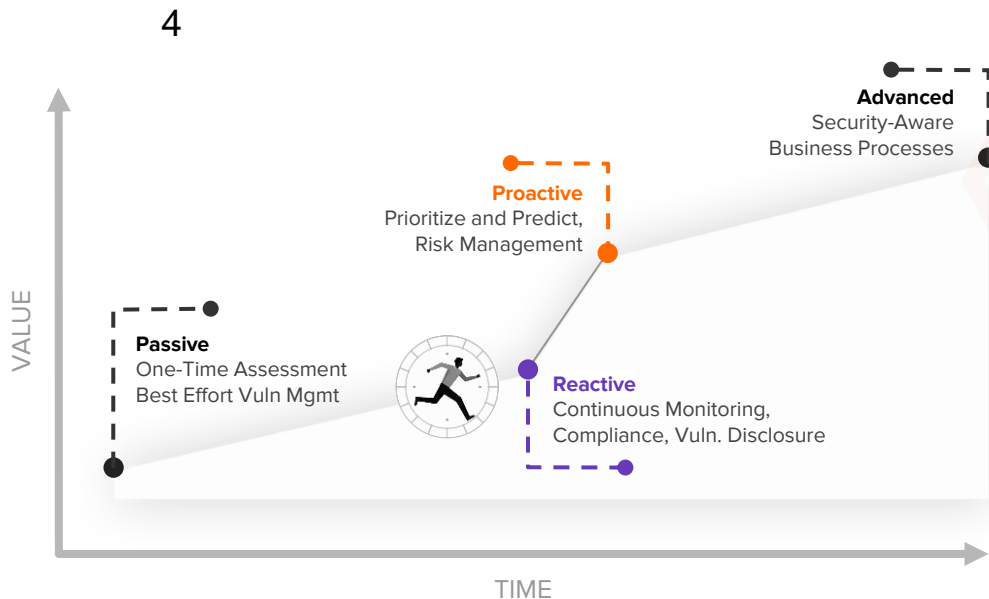 4
Advanced
Security-Aware
Business Processes
Proactive
Prioritize and Predict,
Risk Management
VALUE
Passive
One-Time Assessment
Best Effort Vuln Mgmt
Reactive
Continuous Monitoring,
Compliance, Vuln. Disclosure
TIME